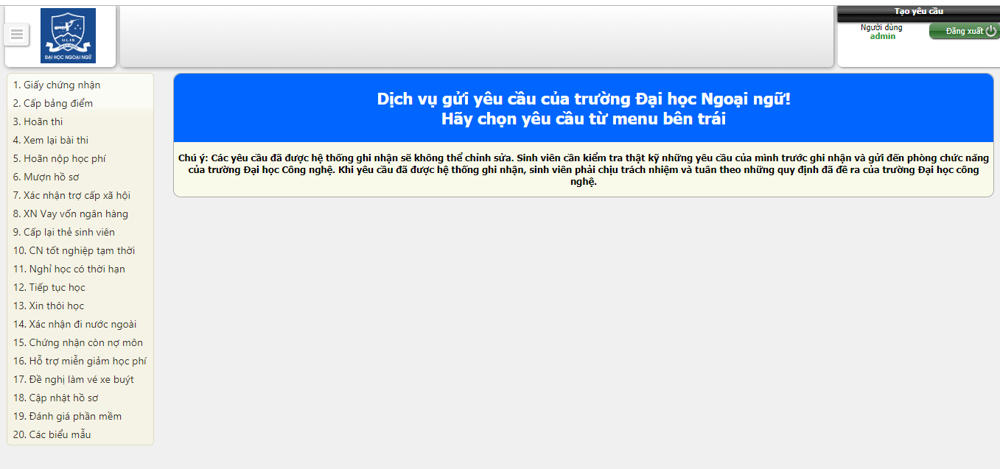 ULIS
ĐẠI HỌC NGOẠI NGỮ
Tạo yêu cầu
Người dùng
admin
Đăng xuất
1. Giấy chứng nhận
2. Cấp bảng điểm
3. Hoãn thi
4. Xem lại bài thi
5. Hoãn nộp học phí
6. Mượn hồ sơ
7. Xác nhận trợ cấp xã hội
8. XN Vay vốn ngân hàng
9. Cấp lại thẻ sinh viên
10. CN tốt nghiệp tạm thời
11. Nghỉ học có thời hạn
12. Tiếp tục học
13. Xin thôi học
14. Xác nhận đi nước ngoài
15. Chứng nhận còn nợ môn
16. Hỗ trợ miễn giảm học phí
17. Đề nghị làm vé xe buýt
18. Cập nhật hồ sơ
19. Đánh giá phần mềm
20. Các biểu mẫu
Dịch vụ gửi yêu cầu của trường Đại học Ngoại ngữ!
Hãy chọn yêu cầu từ menu bên trái
Chú ý: Các yêu cầu đã được hệ thống ghi nhận sẽ không thể chỉnh sửa. Sinh viên cần kiểm tra thật kỹ những yêu cầu của mình trước ghi nhận và gửi đến phòng chức năng
của trường Đại học Công nghệ. Khi yêu cầu đã được hệ thống ghi nhận, sinh viên phải chịu trách nhiệm và tuân theo những quy định đã đề ra của trường Đại học công
nghệ.